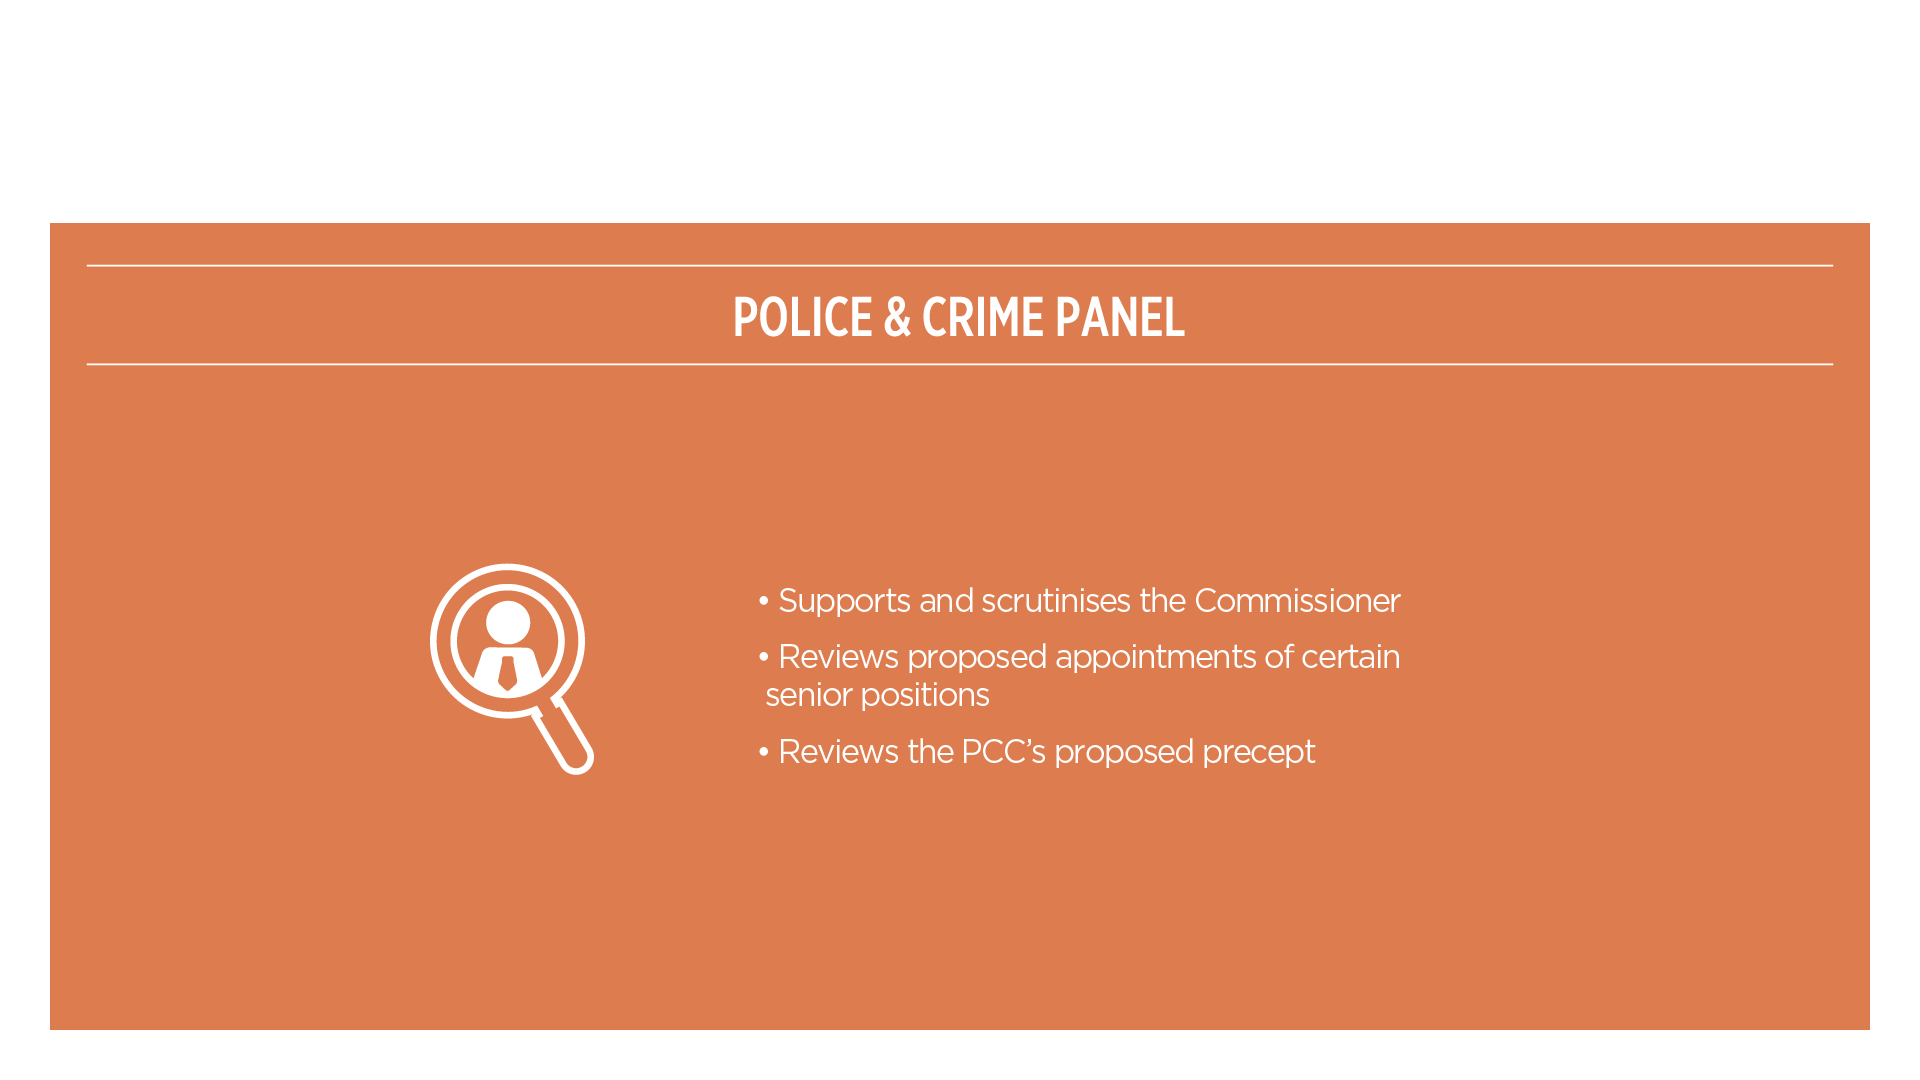 POLICE & CRIME PANEL
• Supports and scrutinises the Commissioner
• Reviews proposed appointments of certain
senior positions
• Reviews the PCC’s proposed precept